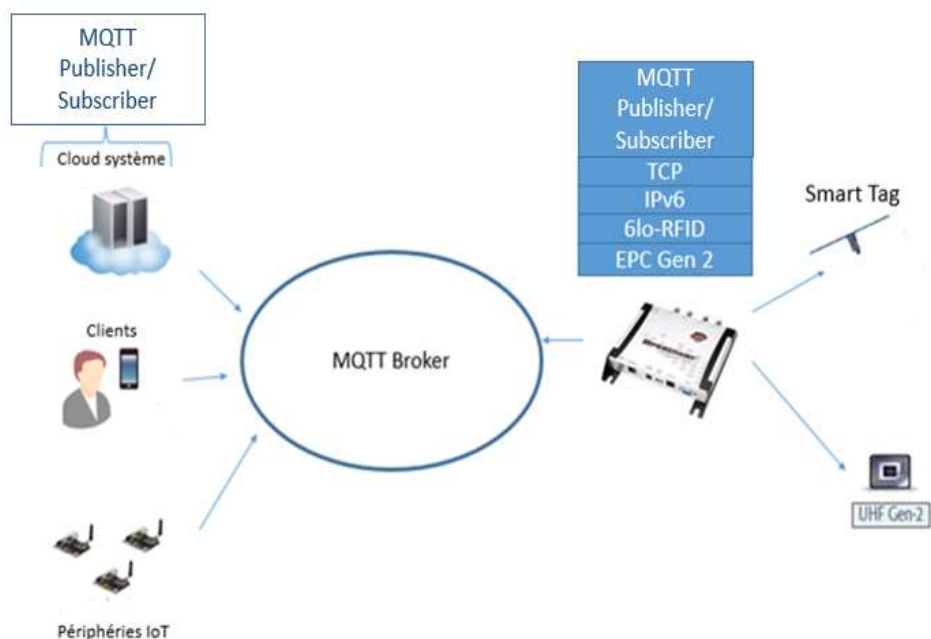 MQTT
Publisher/
Subscriber
Cloud système
Clients
Périphéries IoT
MQTT Broker
MQTT
Publisher/
Subscriber
TCP
IPv6
6lo-RFID
EPC Gen 2
Smart Tag
UHF Gen-2